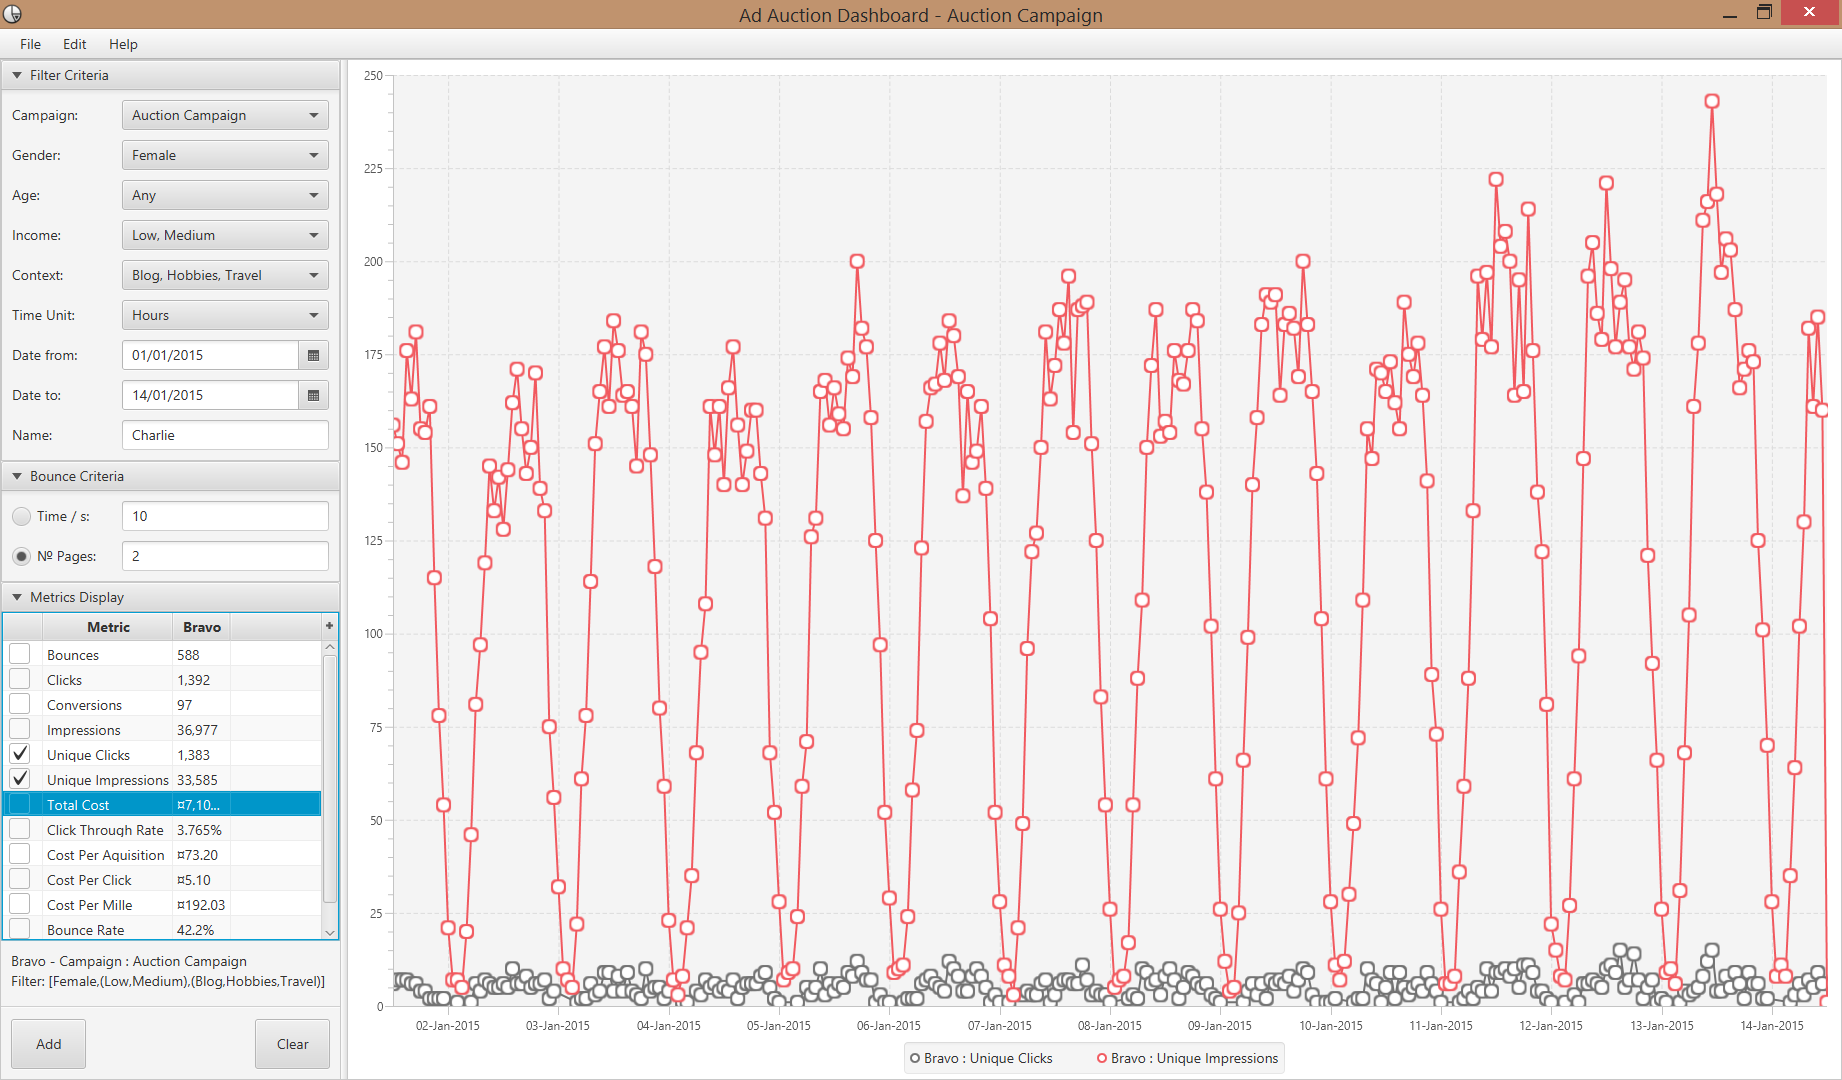 Ad Auction Dashboard - Auction Campaign
File Edit Help
Filter Criteria
Campaign: Auction Campaign
Gender: Female
Age: Any
Income: Low, Medium
Context: Blog, Hobbies, Travel
Time Unit: Hours
Date from: 01/01/2015
Date to: 14/01/2015
Name: Charlie
Bounce Criteria
Time / s: 10
Nº Pages: 2
Metrics Display
Metric Bravo +
Bounces 588
Clicks 1,392
Conversions 97
Impressions 36,977
Unique Clicks 1,383
Unique Impressions 33,585
Total Cost ¤7,10...
Click Through Rate 3.765%
Cost Per Aquisition ¤73.20
Cost Per Click ¤5.10
Cost Per Mille ¤192.03
Bounce Rate 42.2%
Bravo - Campaign : Auction Campaign
Filter: [Female,(Low,Medium),(Blog,Hobbies,Travel)]
Add Clear
250
225
200
175
150
125
100
75
50
25
0
02-Jan-2015 03-Jan-2015 04-Jan-2015 05-Jan-2015 06-Jan-2015 07-Jan-2015 08-Jan-2015 09-Jan-2015 10-Jan-2015 11-Jan-2015 12-Jan-2015 13-Jan-2015 14-Jan-2015
Bravo : Unique Clicks Bravo : Unique Impressions